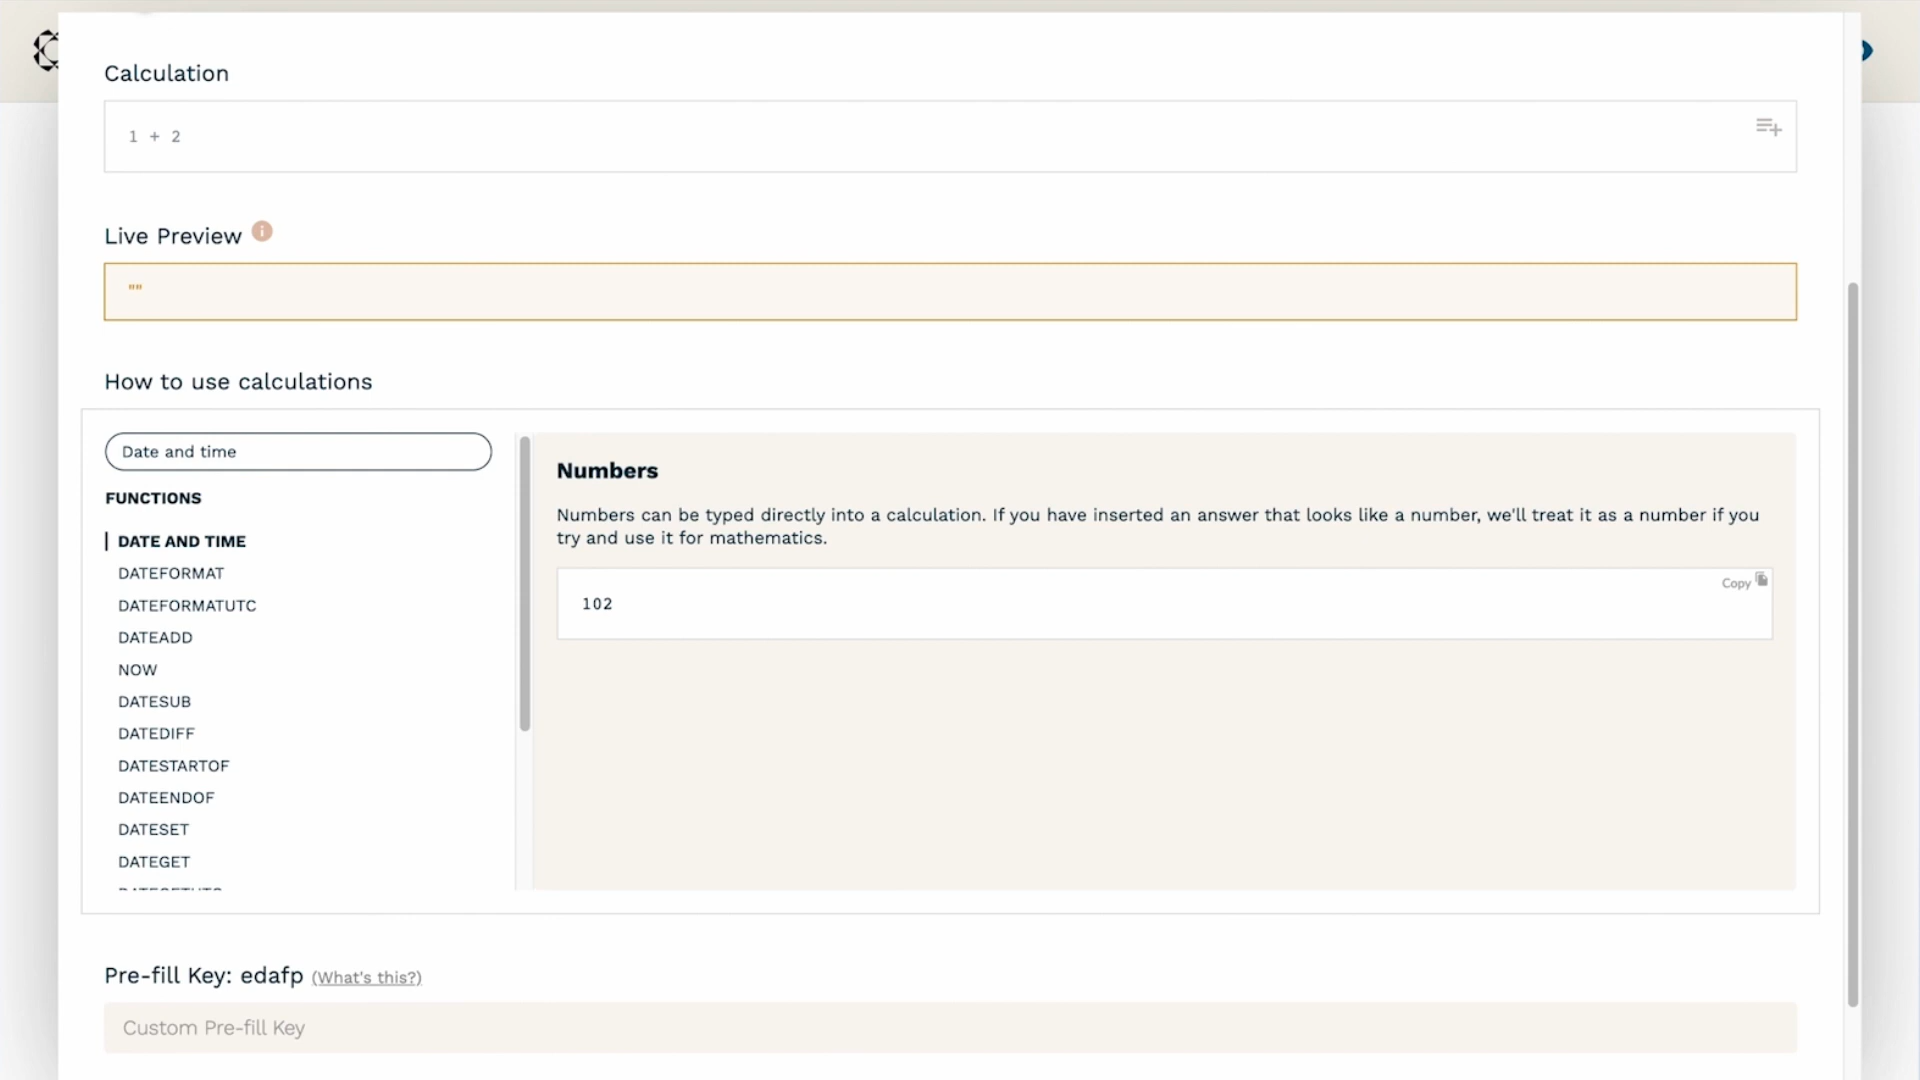 Calculation
1 + 2
Live Preview
""
How to use calculations
Date and time
FUNCTIONS
DATE AND TIME
DATEFORMAT
DATEFORMATUTC
DATEADD
NOW
DATESUB
DATEDIFF
DATESTARTOF
DATEENDOF
DATESET
DATEGET
Numbers
Numbers can be typed directly into a calculation. If you have inserted an answer that looks like a number, we'll treat it as a number if you
try and use it for mathematics.
Copy
102
Pre-fill Key: edafp (What's this?)
Custom Pre-fill Key